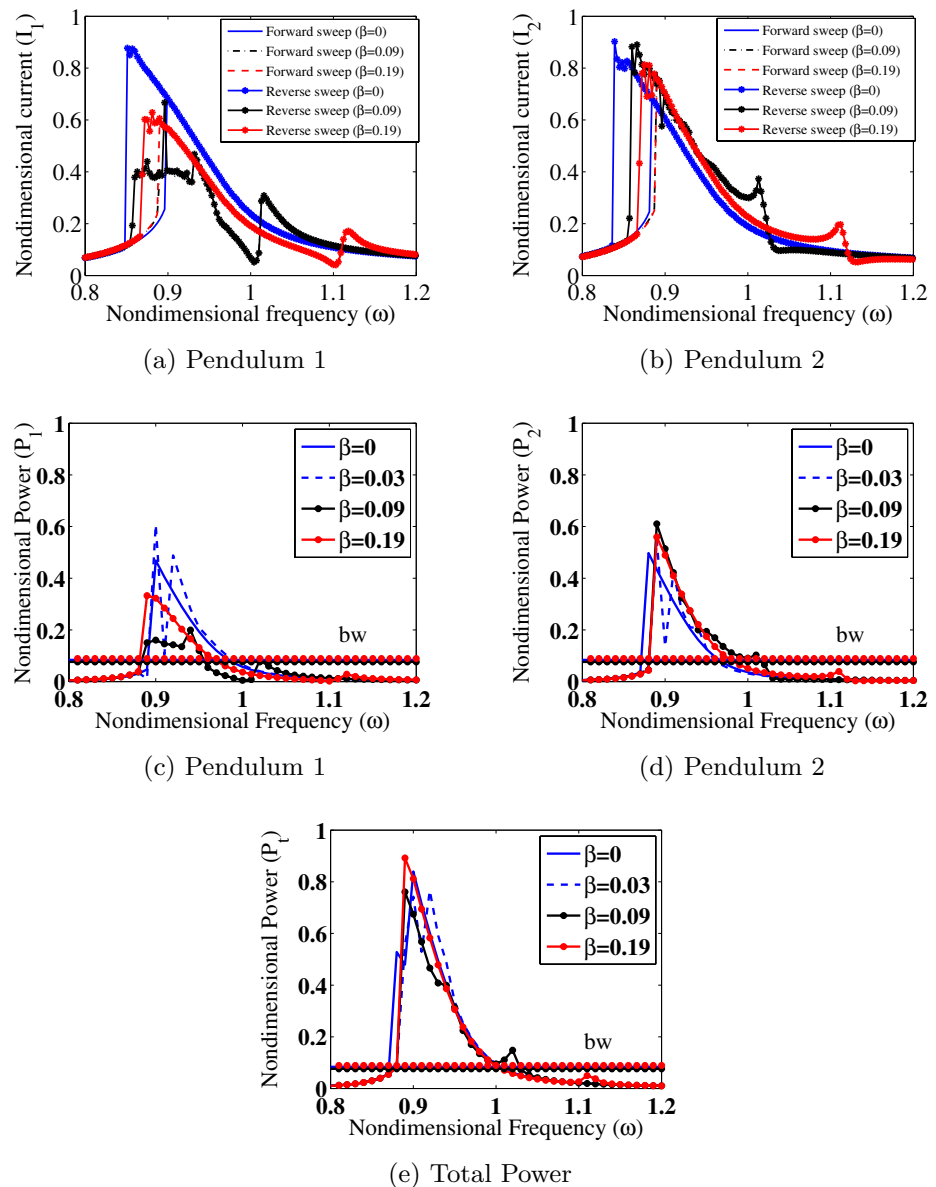 Nondimensional current (I_1)
1
0.8
0.6
0.4
0.2
0
Forward sweep (β=0)
Forward sweep (β=0.09)
Forward sweep (β=0.19)
Reverse sweep (β=0)
Reverse sweep (β=0.09)
Reverse sweep (β=0.19)
0.8 0.9 1 1.1 1.2
Nondimensional frequency (ω)
(a) Pendulum 1
Nondimensional current (I_2)
1
0.8
0.6
0.4
0.2
0
Forward sweep (β=0)
Forward sweep (β=0.09)
Forward sweep (β=0.19)
Reverse sweep (β=0)
Reverse sweep (β=0.09)
Reverse sweep (β=0.19)
0.8 0.9 1 1.1 1.2
Nondimensional frequency (ω)
(b) Pendulum 2
Nondimensional Power (P_1)
1
0.8
0.6
0.4
0.2
0
β=0
β=0.03
β=0.09
β=0.19
bw
0.8 0.9 1 1.1 1.2
Nondimensional Frequency (ω)
(c) Pendulum 1
Nondimensional Power (P_2)
1
0.8
0.6
0.4
0.2
0
β=0
β=0.03
β=0.09
β=0.19
bw
0.8 0.9 1 1.1 1.2
Nondimensional Frequency (ω)
(d) Pendulum 2
Nondimensional Power (P_t)
1
0.8
0.6
0.4
0.2
0
β=0
β=0.03
β=0.09
β=0.19
bw
0.8 0.9 1 1.1 1.2
Nondimensional Frequency (ω)
(e) Total Power